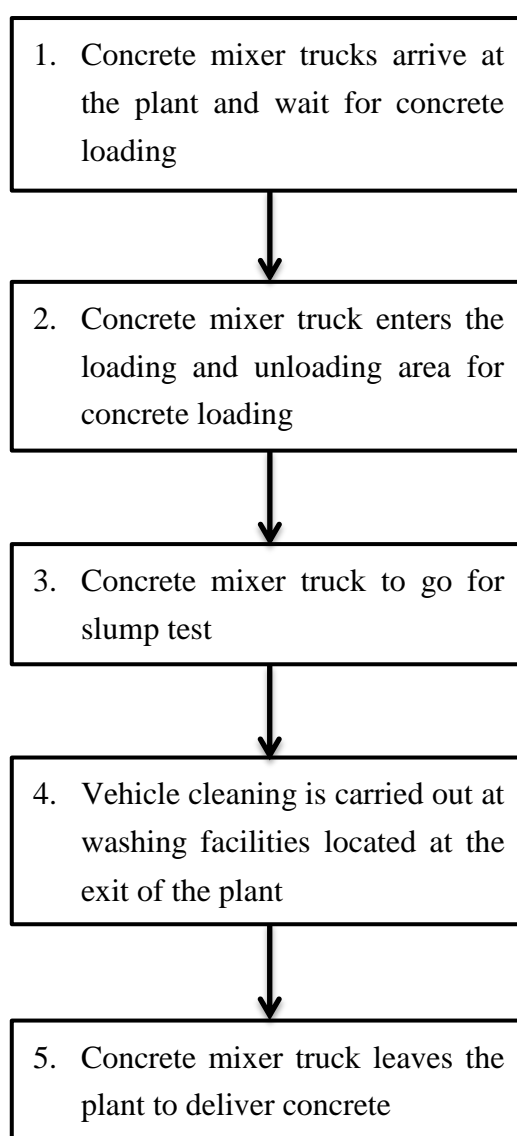 1. Concrete mixer trucks arrive at
the plant and wait for concrete
loading
2. Concrete mixer truck enters the
loading and unloading area for
concrete loading
3. Concrete mixer truck to go for
slump test
4. Vehicle cleaning is carried out at
washing facilities located at the
exit of the plant
5. Concrete mixer truck leaves the
plant to deliver concrete